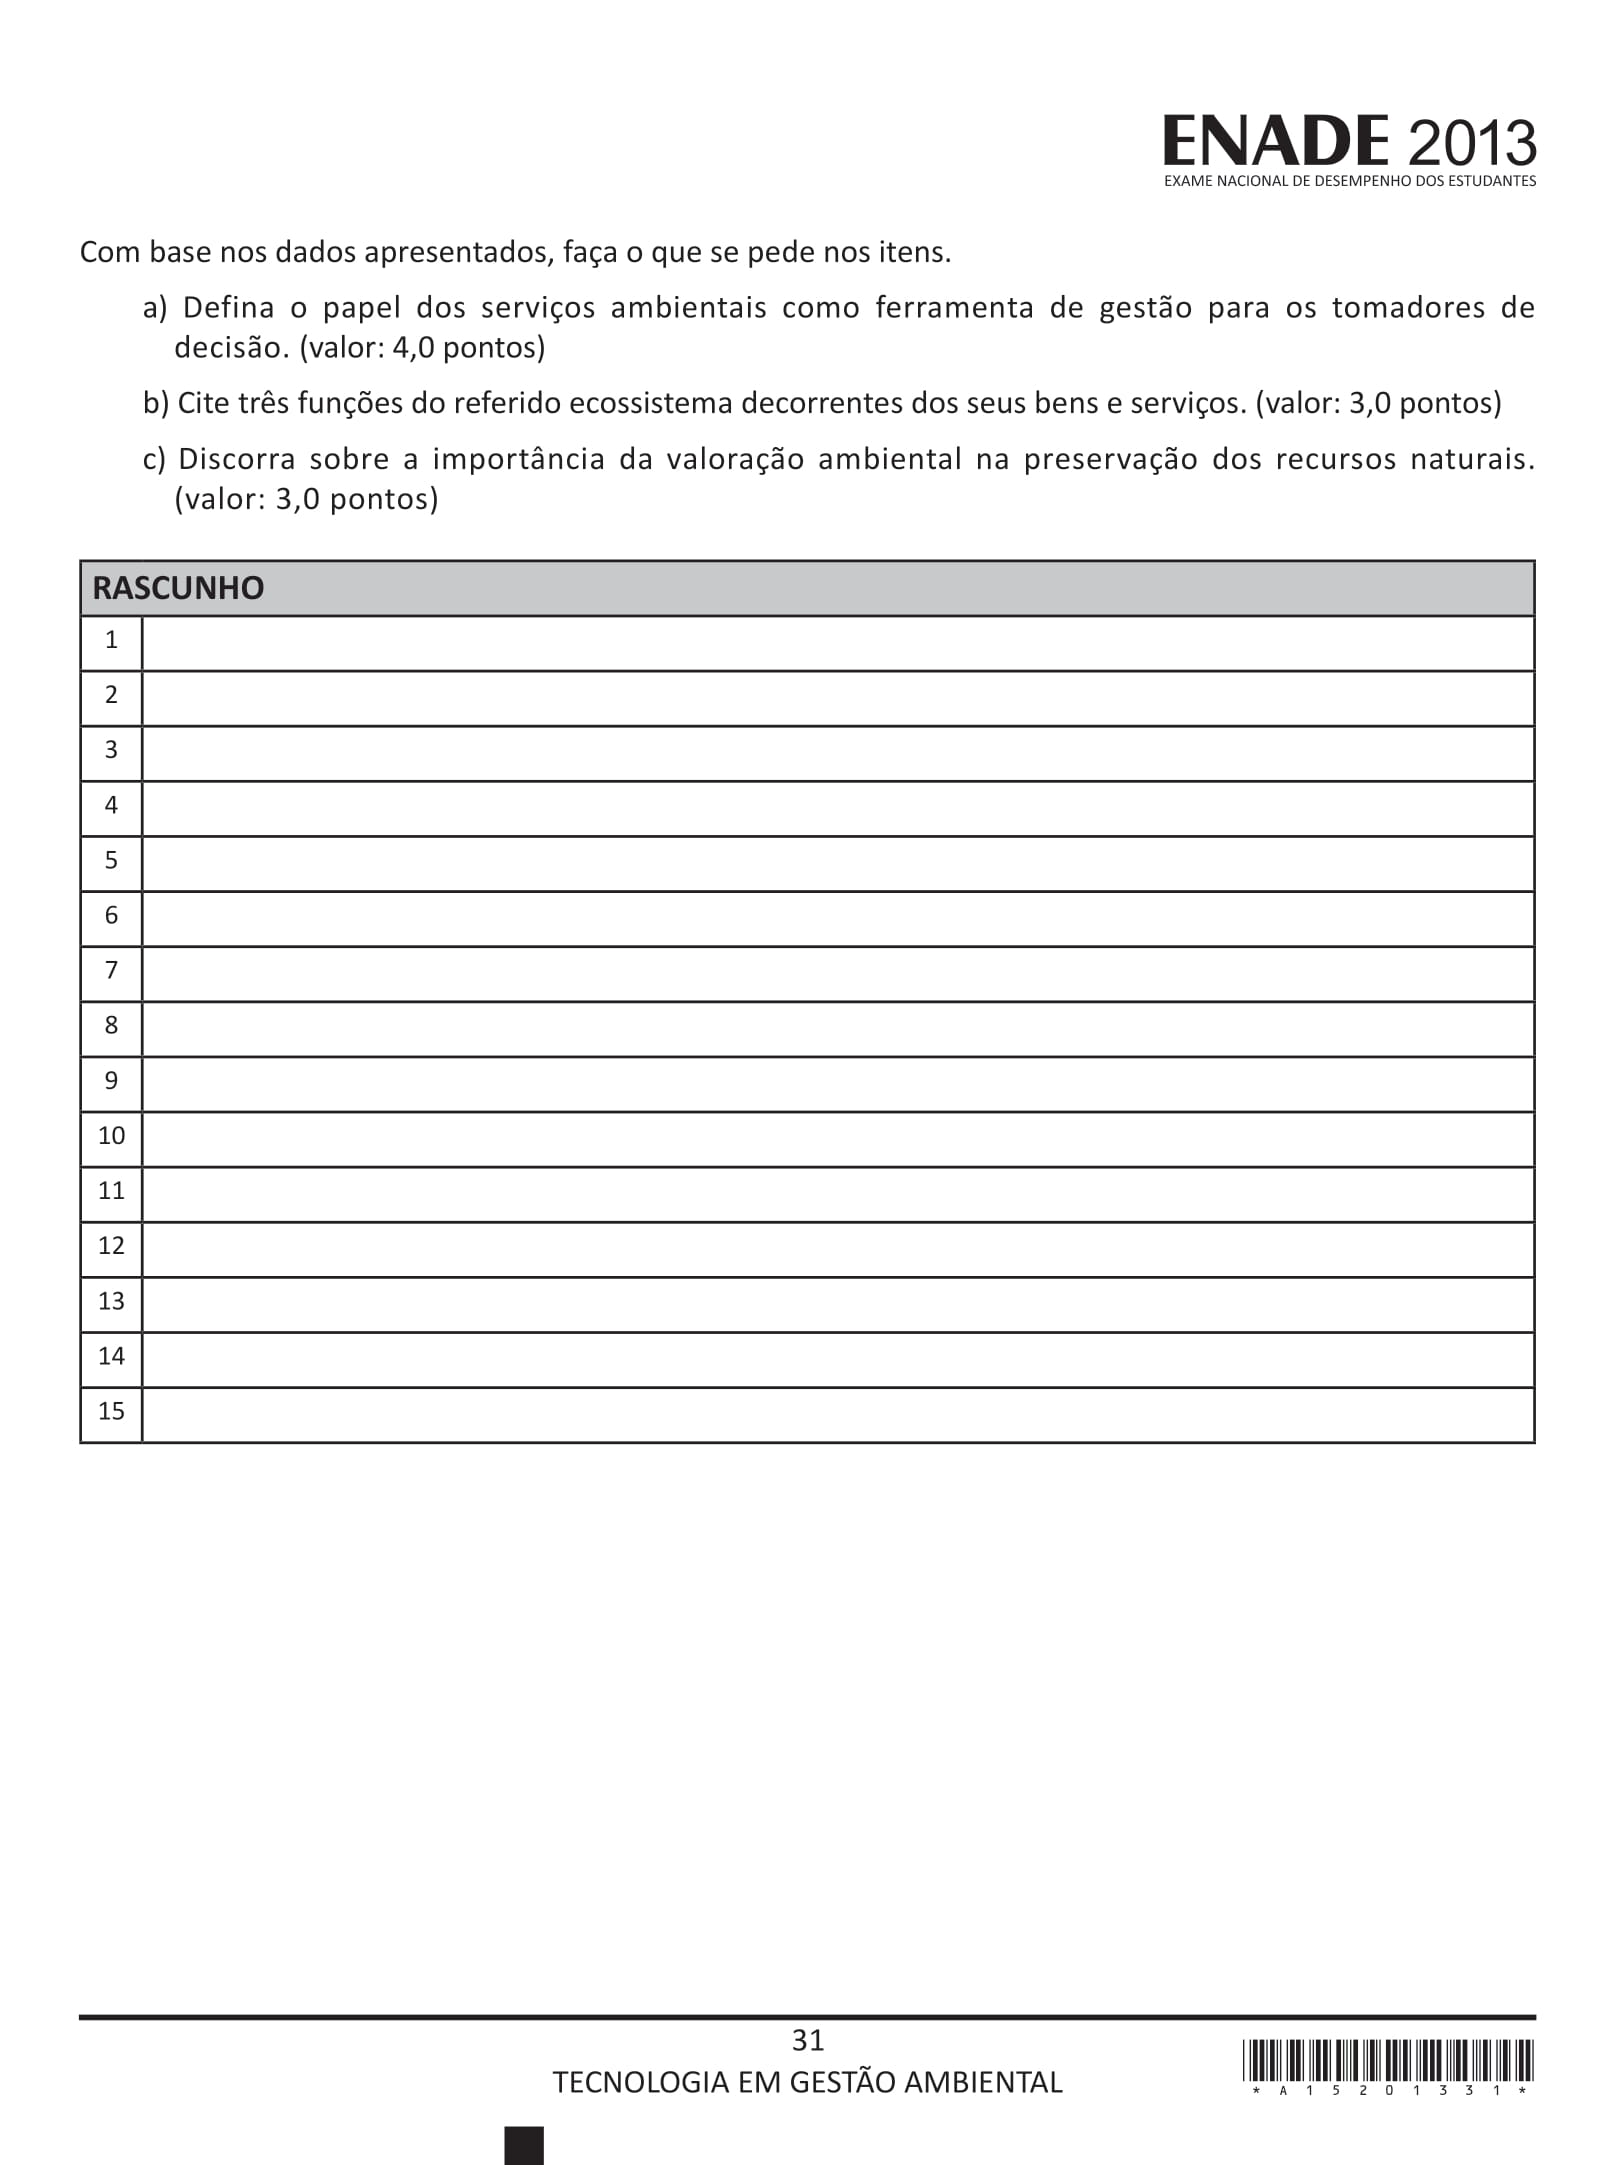 ENADE 2013
EXAME NACIONAL DE DESEMPENHO DOS ESTUDANTES
Com base nos dados apresentados, faça o que se pede nos itens.
a) Defina o papel dos serviços ambientais como ferramenta de gestão para os tomadores de
decisão. (valor: 4,0 pontos)
b) Cite três funções do referido ecossistema decorrentes dos seus bens e serviços. (valor: 3,0 pontos)
c) Discorra sobre a importância da valoração ambiental na preservação dos recursos naturais.
(valor: 3,0 pontos)
RASCUNHO
1
2
3
4
5
6
7
8
9
10
11
12
13
14
15
31
TECNOLOGIA EM GESTÃO AMBIENTAL
* A 1 5 2 0 1 3 3 1 *